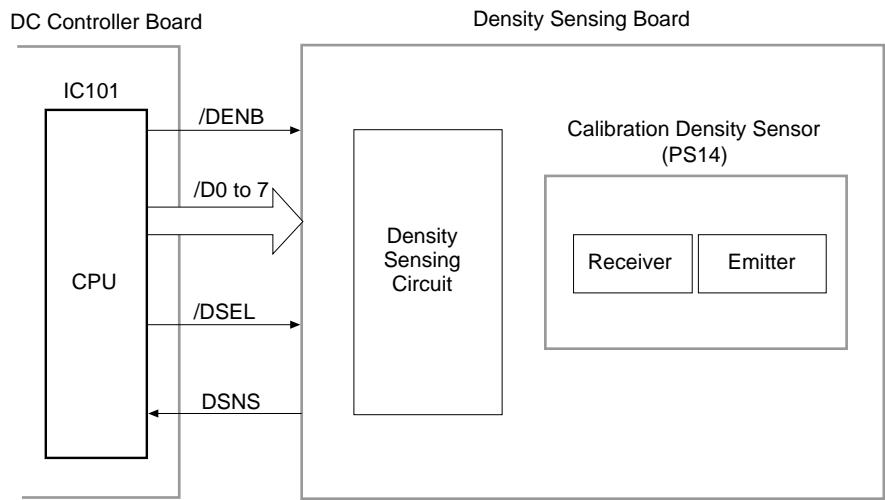 DC Controller Board
Density Sensing Board
IC101
/DENB
Calibration Density Sensor
(PS14)
/D0 to 7
Density
Sensing
Circuit
Receiver
Emitter
CPU
/DSEL
DSNS